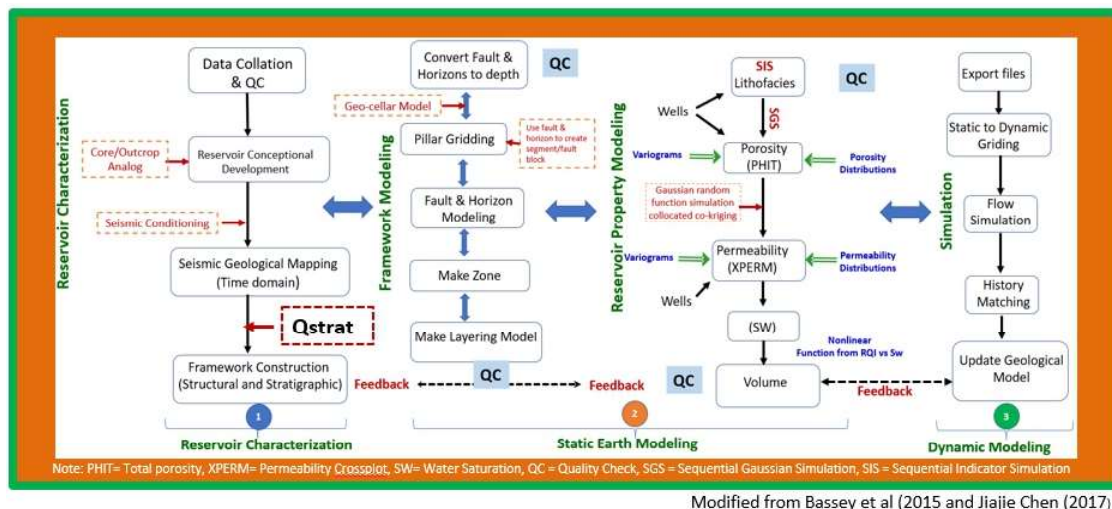 Reservoir Characterization
Data Collation
& QC
Core/Outcrop
Analog
Reservoir Conceptional
Development
Seismic Conditioning
Seismic Geological Mapping
(Time domain)
Qstrat
Framework Construction
(Structural and Stratigraphic)
1
Reservoir Characterization
Framework Modeling
Convert Fault &
Horizons to depth
QC
Geo-cellar Model
Pillar Gridding
Use fault &
horizon to create
segment/fault
block
Fault & Horizon
Modeling
Make Zone
Make Layering Model
QC
Feedback
Feedback
2
Static Earth Modeling
Reservoir Property Modeling
SIS
Lithofacies
QC
Wells
SGS
Variograms
Porosity
(PHIT)
Porosity
Distributions
Gaussian random
function simulation
collocated co-kriging
Variograms
Permeability
(XPERM)
Permeability
Distributions
Wells
(SW)
Nonlinear
Function from RQI vs Sw
QC
Volume
Feedback
Simulation
Export files
Static to Dynamic
Griding
Flow
Simulation
History
Matching
Update Geological
Model
3
Dynamic Modeling
Note: PHIT= Total porosity, XPERM= Permeability Crossplot, SW= Water Saturation, QC = Quality Check, SGS = Sequential Gaussian Simulation, SIS = Sequential Indicator Simulation
Modified from Bassey et al (2015 and Jiajie Chen (2017)